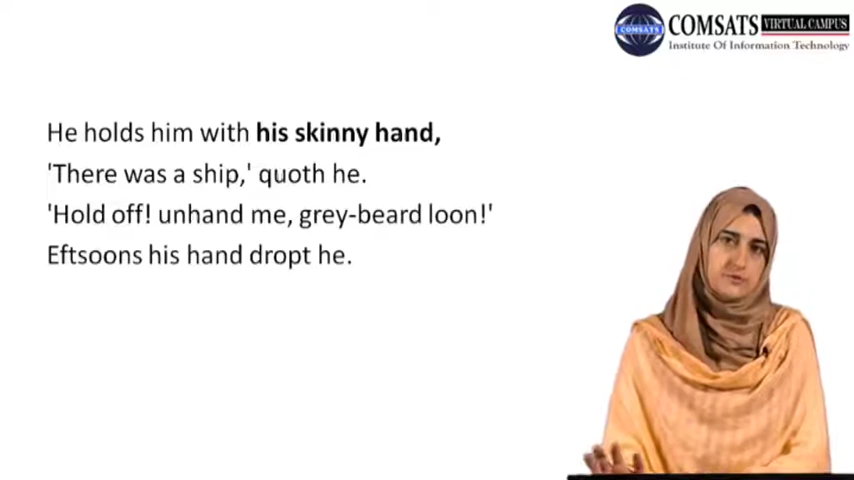 COMSATS VIRTUAL CAMPUS
COMSATS
Institute Of Information Technology
He holds him with his skinny hand,
'There was a ship,' quoth he.
'Hold off! unhand me, grey-beard loon!'
Eftsoons his hand dropt he.